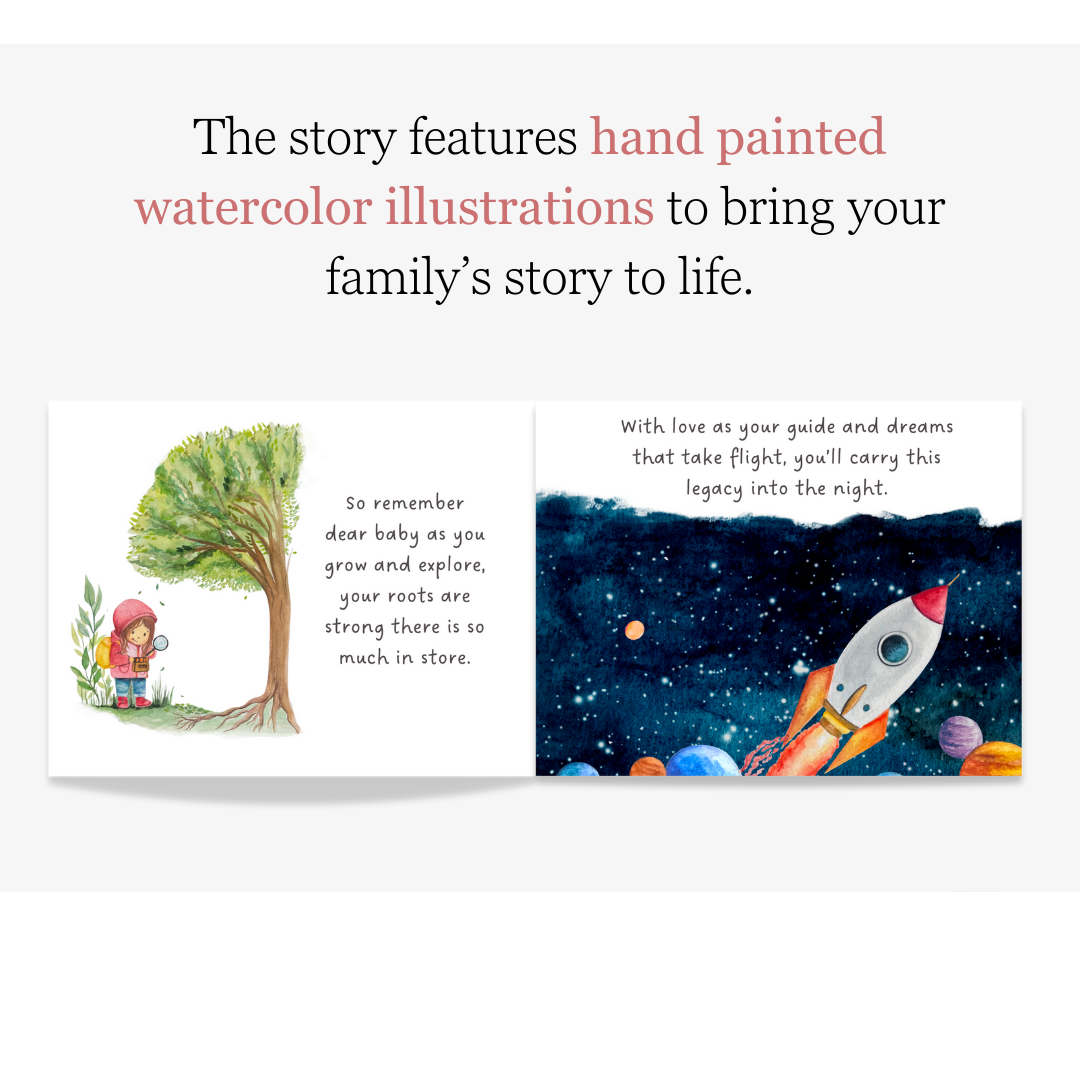 The story features hand painted
watercolor illustrations to bring your
family’s story to life.
So remember
dear baby as you
grow and explore,
your roots are
strong there is so
much in store.
With love as your guide and dreams
that take flight, you'll carry this
legacy into the night.